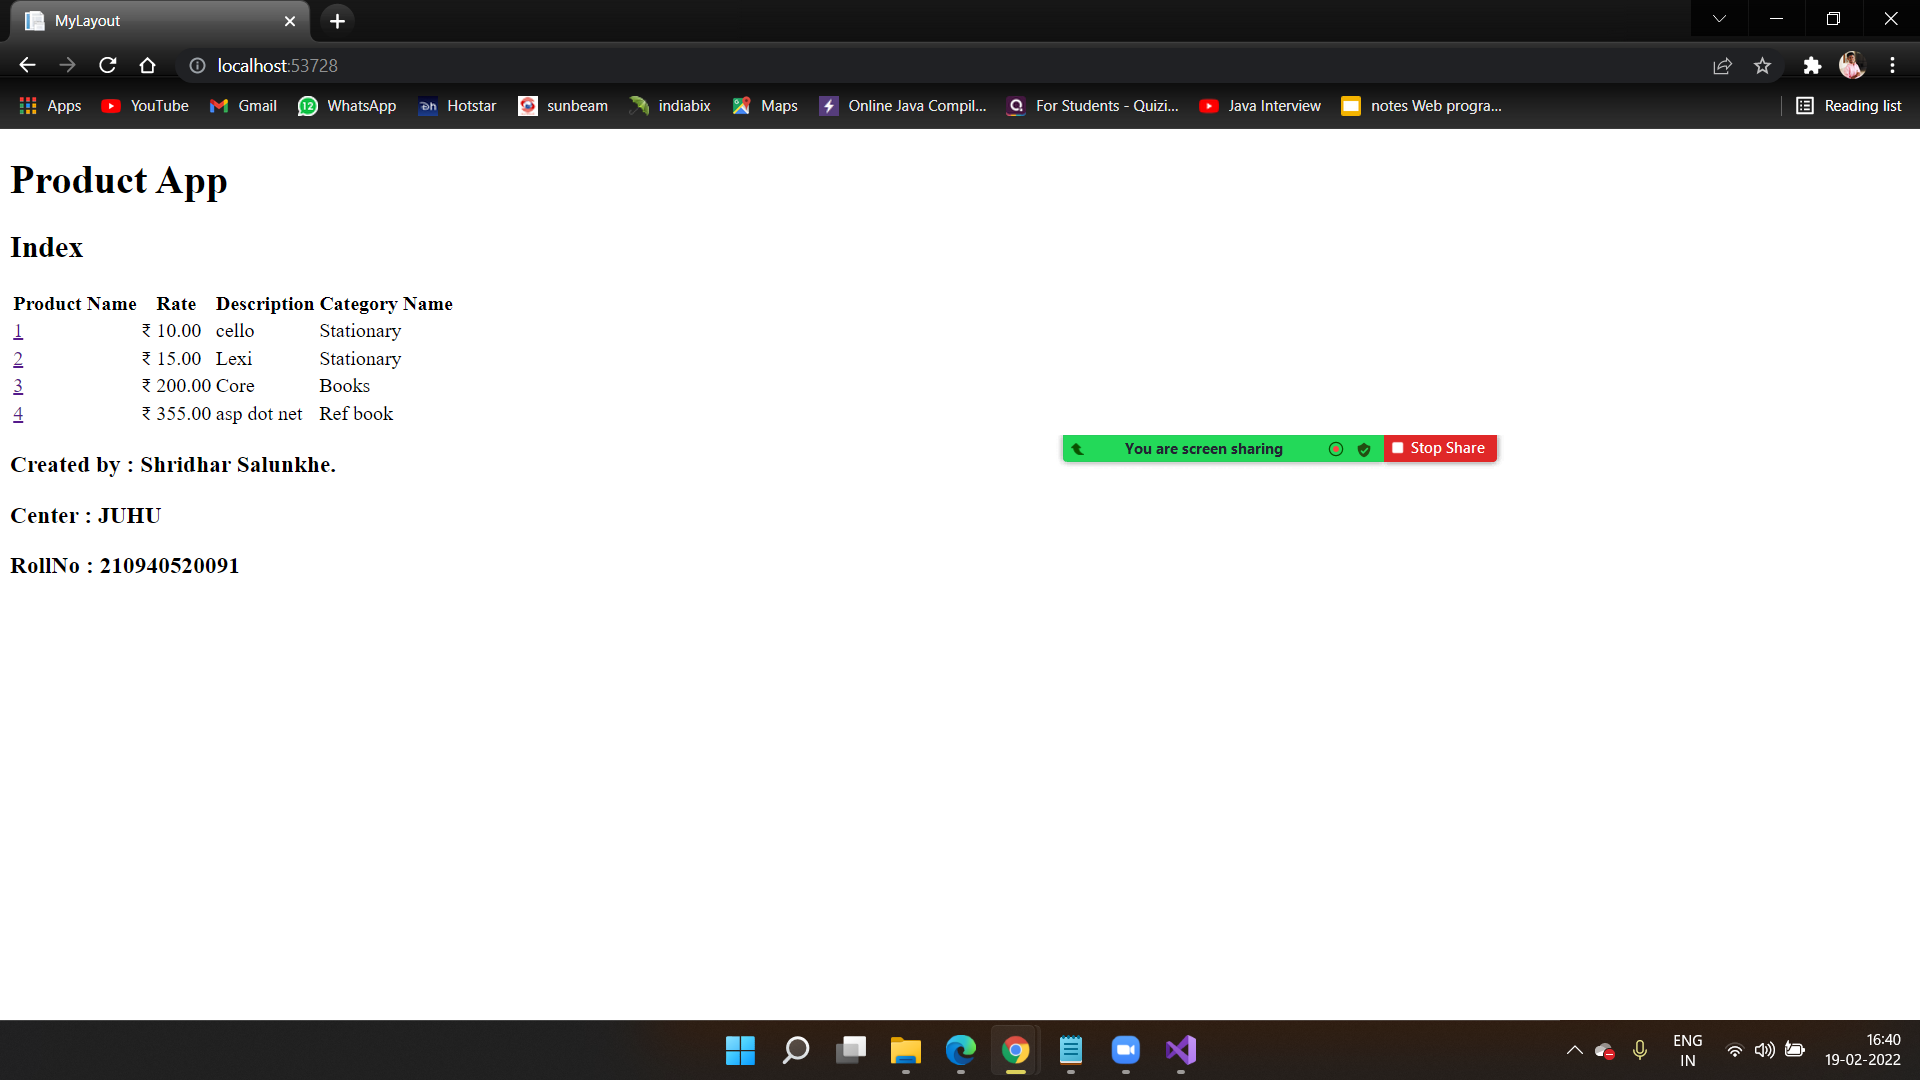 MyLayout
localhost:53728
Apps YouTube Gmail WhatsApp Hotstar sunbeam indiabix Maps Online Java Compil... For Students - Quizi... Java Interview notes Web progra... Reading list
Product App
Index
Product Name Rate Description Category Name
1 ₹ 10.00 cello Stationary
2 ₹ 15.00 Lexi Stationary
3 ₹ 200.00 Core Books
4 ₹ 355.00 asp dot net Ref book
You are screen sharing Stop Share
Created by : Shridhar Salunkhe.
Center : JUHU
RollNo : 210940520091
ENG 16:40
IN 19-02-2022